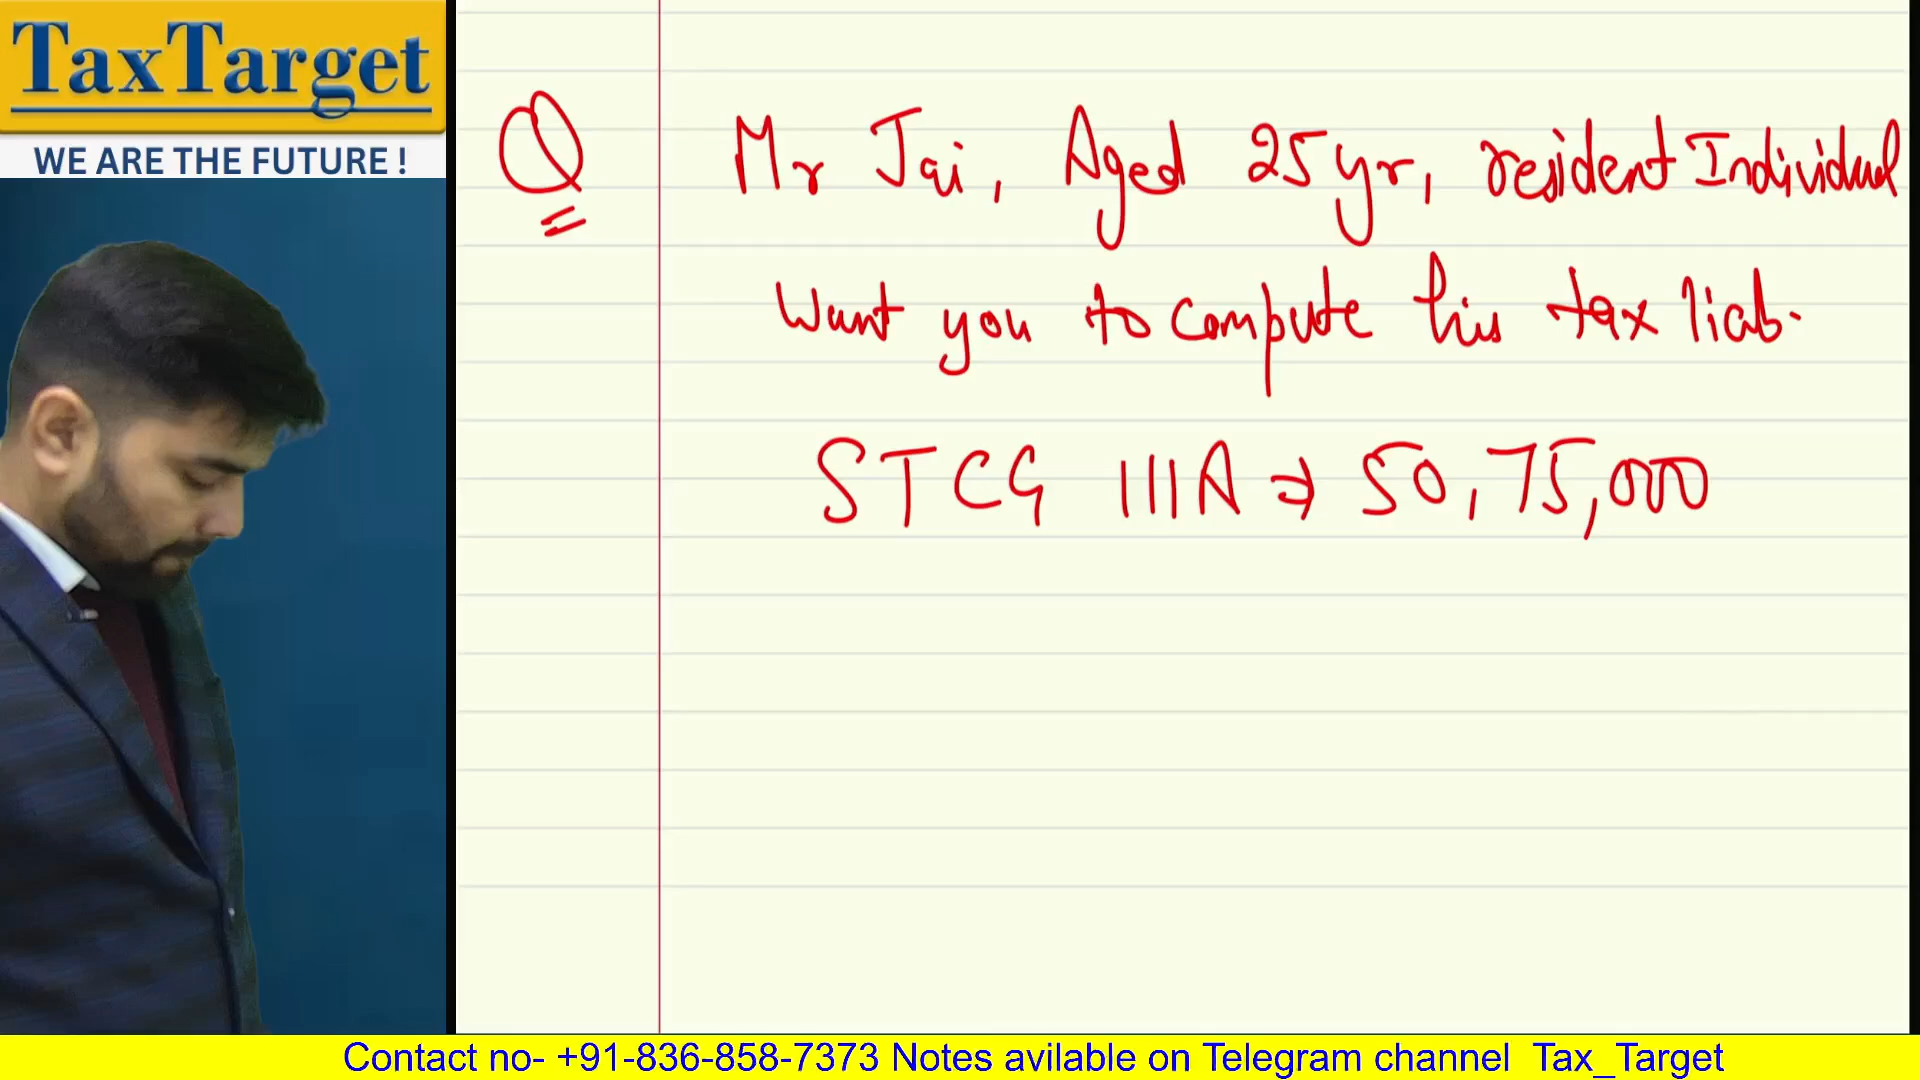 TaxTarget
WE ARE THE FUTURE !
Q Mr Jai, Aged 25yr, resident Individual
Want you to compute his tax liab.
STCG 111A ⇒ 50,75,000
Contact no- +91-836-858-7373 Notes avilable on Telegram channel Tax_Target